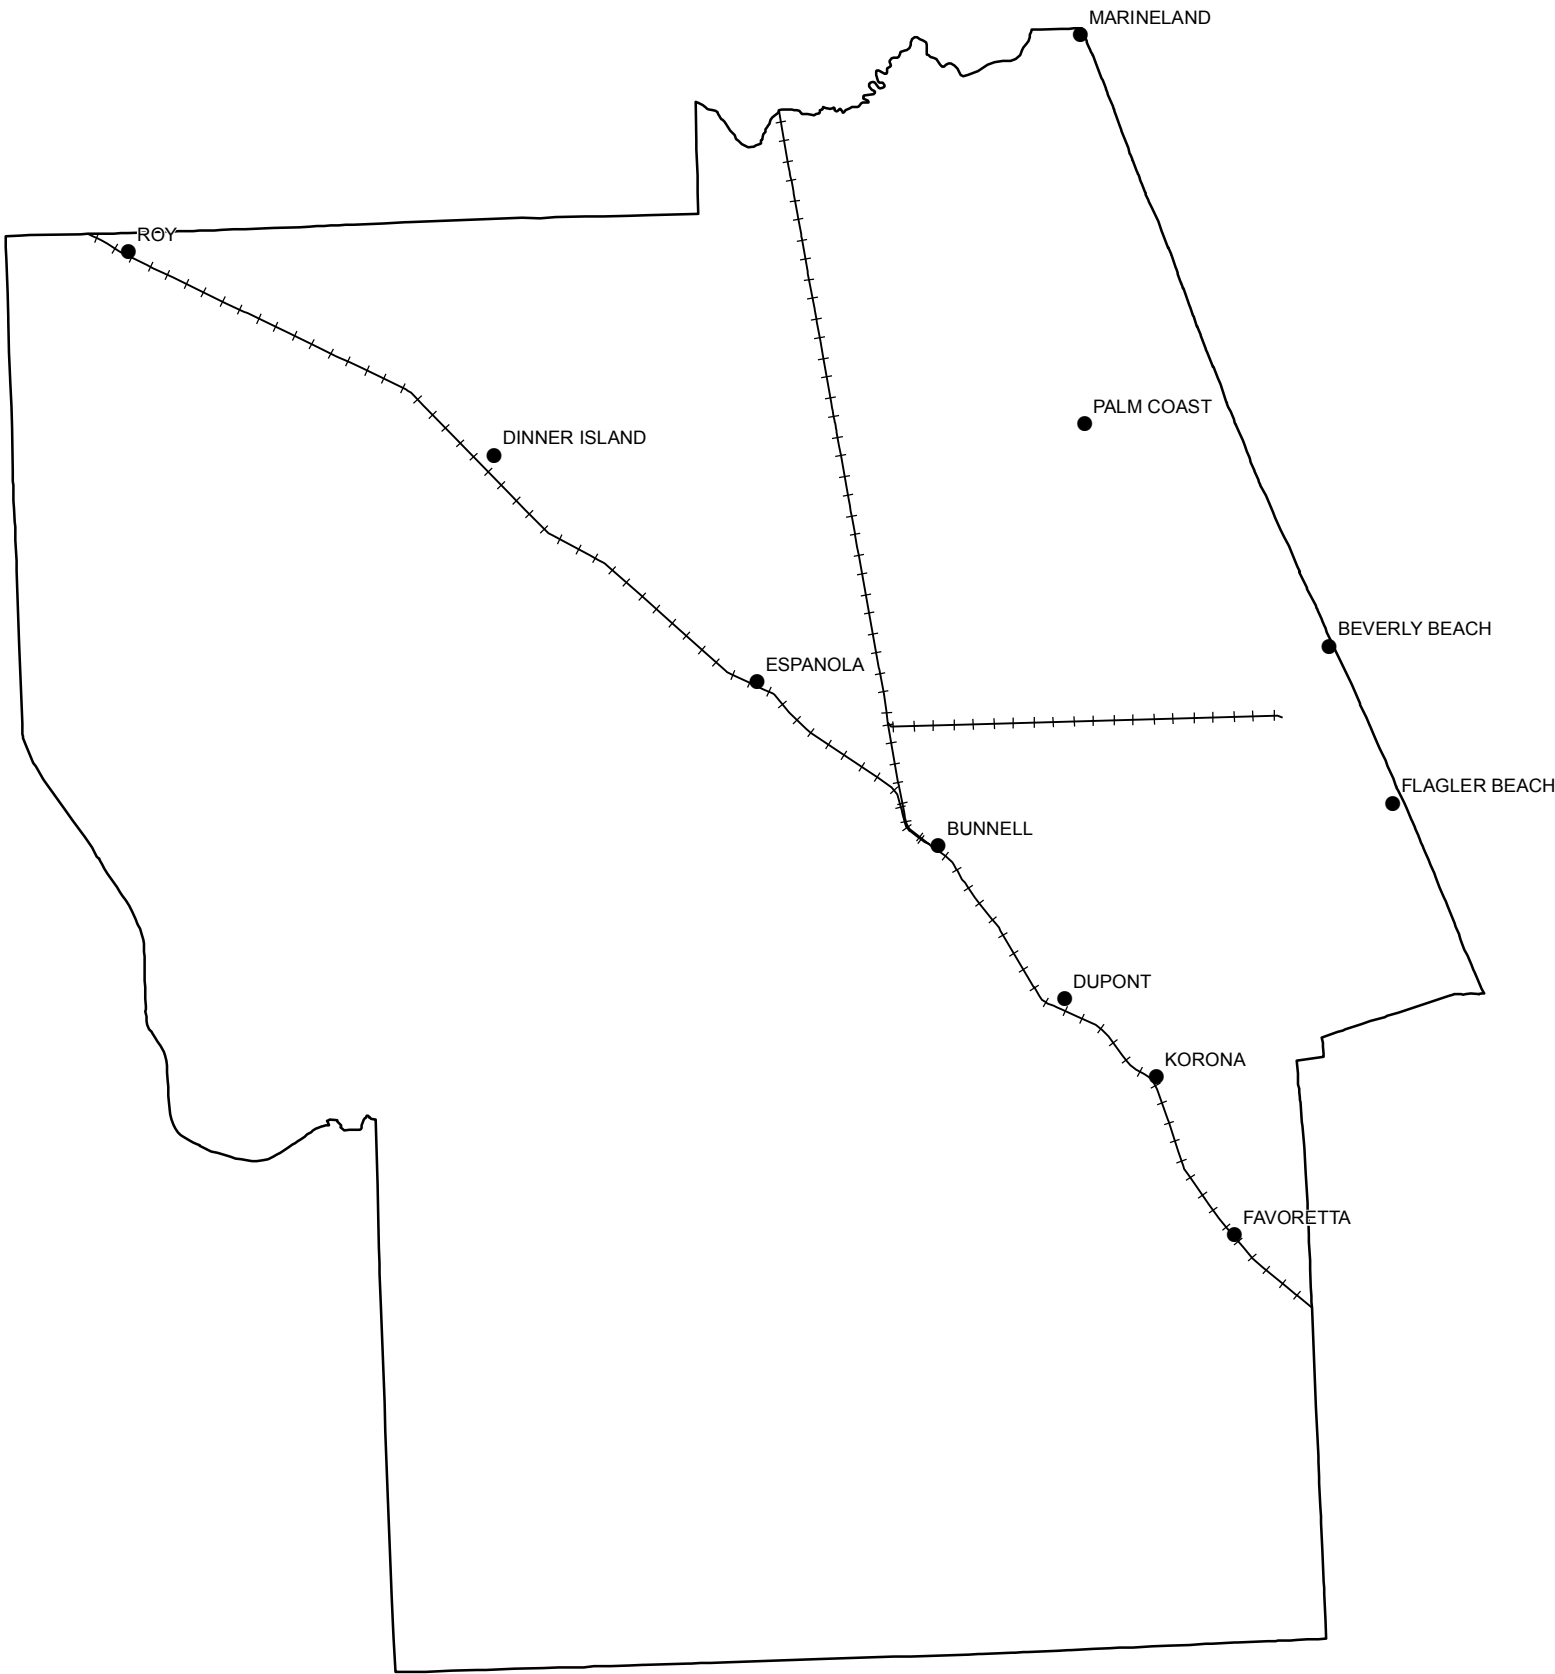 MARINELAND
ROY
PALM COAST
DINNER ISLAND
BEVERLY BEACH
ESPANOLA
FLAGLER BEACH
BUNNELL
DUPONT
KORONA
FAVORETTA